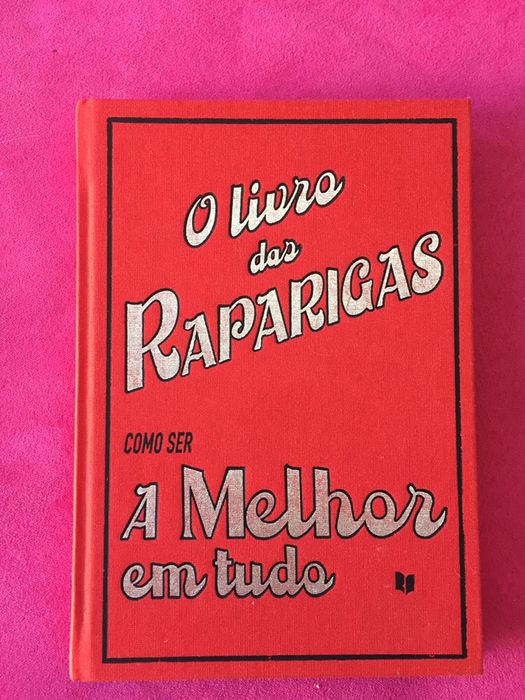 O livro
das
RAPARIGAS
COMO SER
A Melhor
em tudo